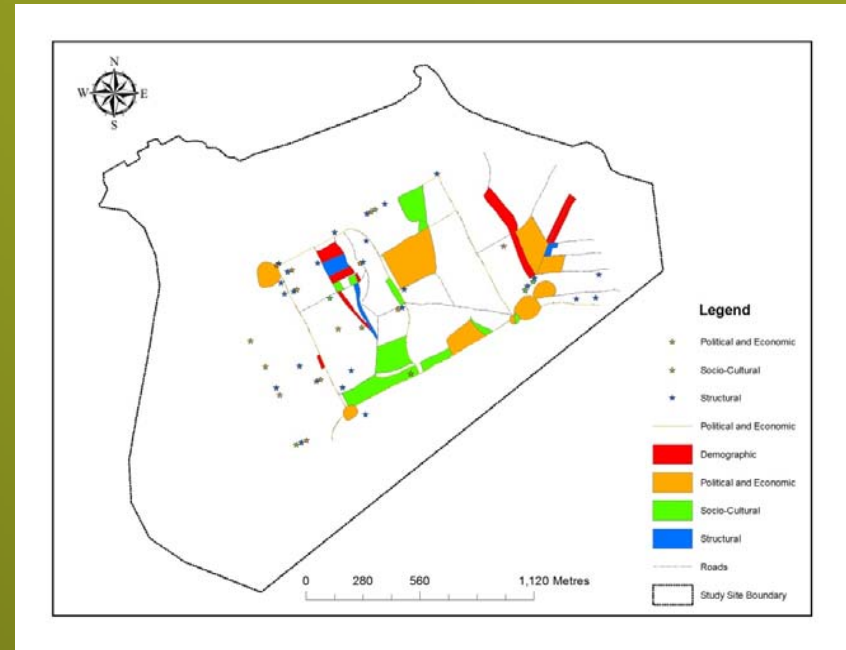 N
W E
S
Legend
Political and Economic
Socio-Cultural
Structural
Political and Economic
Demographic
Political and Economic
Socio-Cultural
Structural
Roads
Study Site Boundary
0 280 560 1,120 Metres